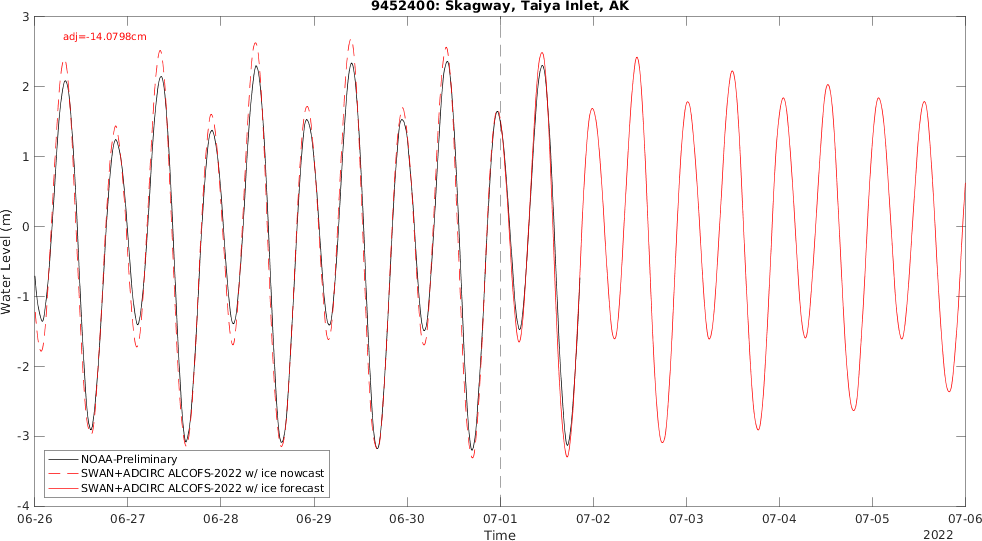 9452400: Skagway, Taiya Inlet, AK
adj=-14.0798cm
3
2
1
0
-1
-2
-3
-4
Water Level (m)
NOAA-Preliminary
SWAN+ADCIRC ALCOFS-2022 w/ ice nowcast
SWAN+ADCIRC ALCOFS-2022 w/ ice forecast
06-26 06-27 06-28 06-29 06-30 07-01 07-02 07-03 07-04 07-05 07-06
Time
2022